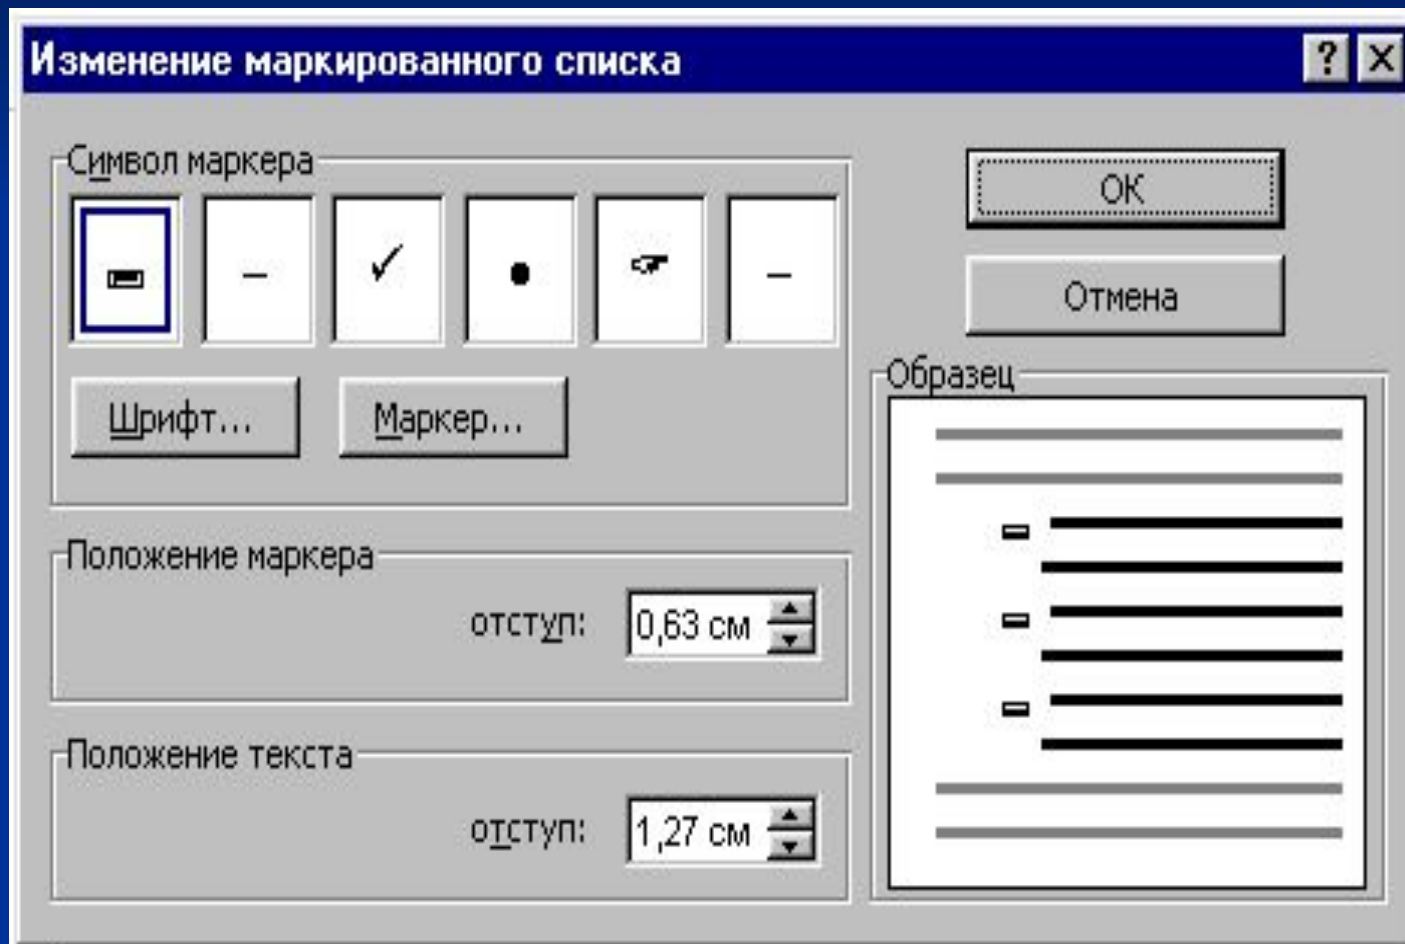 Изменение маркированного списка
Символ маркера
Шрифт...
Маркер...
Положение маркера
отступ:
0,63 см
Положение текста
отступ:
1,27 см
ОК
Отмена
Образец